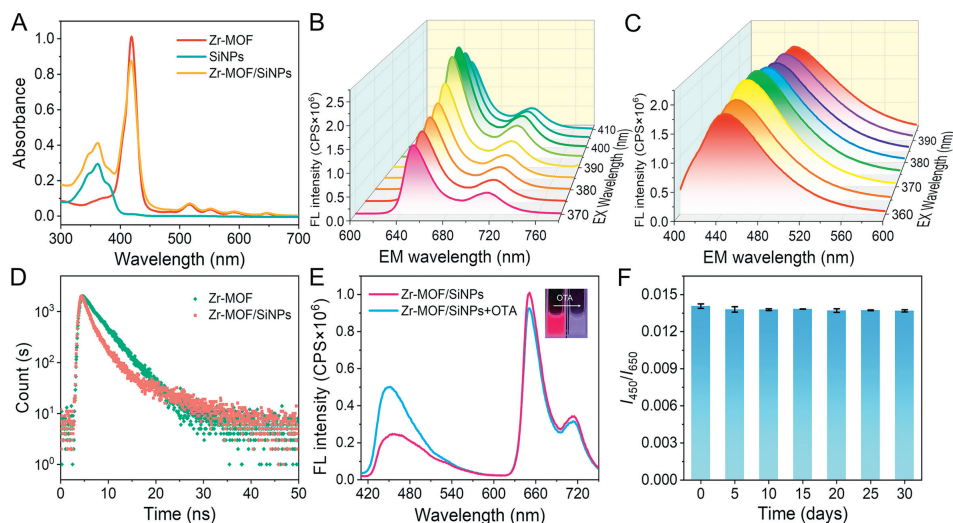 A
Zr-MOF
SiNPs
Zr-MOF/SiNPs
Absorbance
1.0
0.8
0.6
0.4
0.2
0.0
300 400 500 600 700
Wavelength (nm)
B
FL intensity (CPS×10⁶)
2.5
2.0
1.5
1.0
0.5
0.0
600 640 680 720 760
EM wavelength (nm)
410
400
390
380
370
EX Wavelength (nm)
C
FL intensity (CPS×10⁶)
2.0
1.5
1.0
0.5
0.0
400 440 480 520 560 600
EM wavelength (nm)
390
380
370
360
EX Wavelength (nm)
D
Zr-MOF
Zr-MOF/SiNPs
Count (s)
10³
10²
10¹
10⁰
0 10 20 30 40 50
Time (ns)
E
Zr-MOF/SiNPs
Zr-MOF/SiNPs+OTA
OTA
FL intensity (CPS×10⁶)
1.0
0.8
0.6
0.4
0.2
0.0
420 480 540 600 660 720
Wavelength (nm)
F
I₄₅₀/I₆₅₀
0.015
0.012
0.009
0.006
0.003
0.000
0 5 10 15 20 25 30
Time (days)